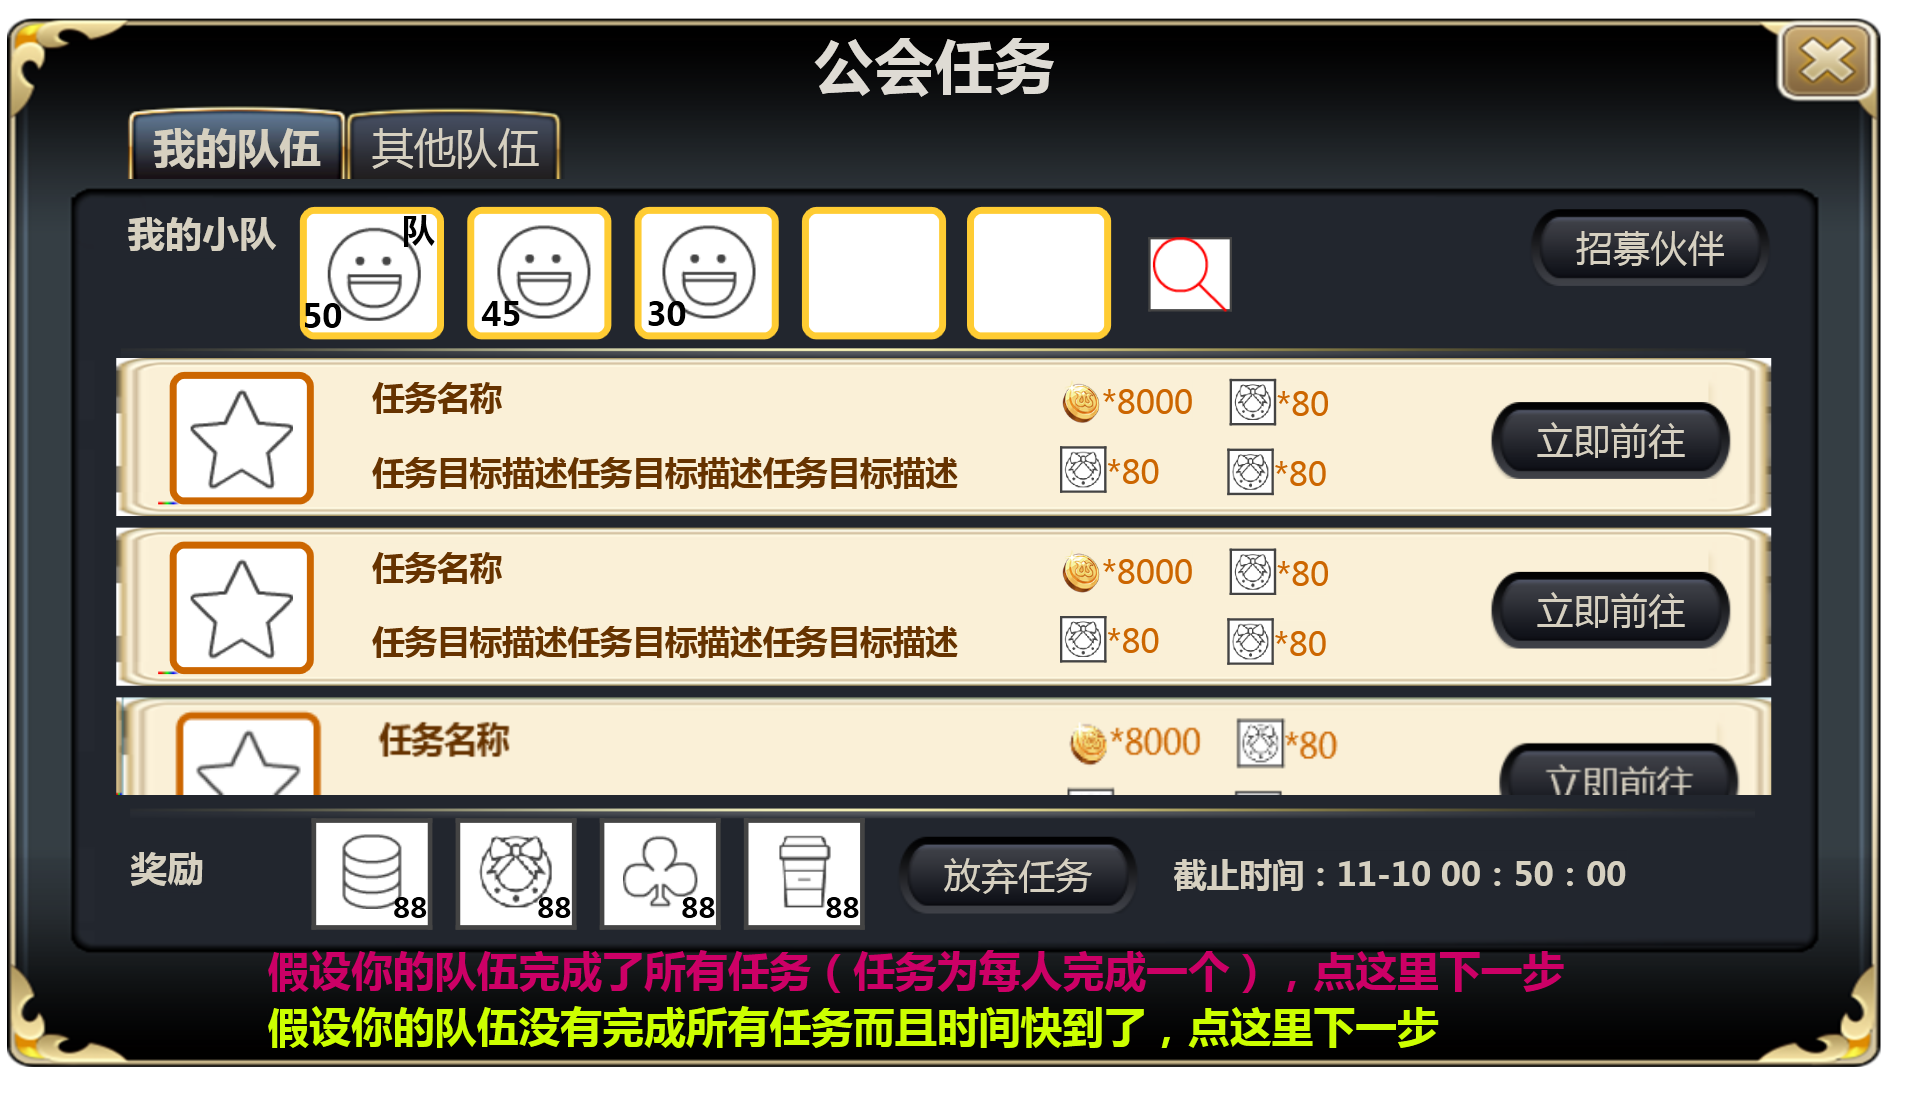 公会任务
我的队伍 其他队伍
我的小队 队 招募伙伴
50 45 30
任务名称 *8000 *80
立即前往
任务目标描述任务目标描述任务目标描述 *80 *80
任务名称 *8000 *80
立即前往
任务目标描述任务目标描述任务目标描述 *80 *80
任务名称 *8000 *80
立即前往
奖励 88 88 88 88 放弃任务 截止时间：11-10 00：50：00
假设你的队伍完成了所有任务（任务为每人完成一个），点这里下一步
假设你的队伍没有完成所有任务而且时间快到了，点这里下一步